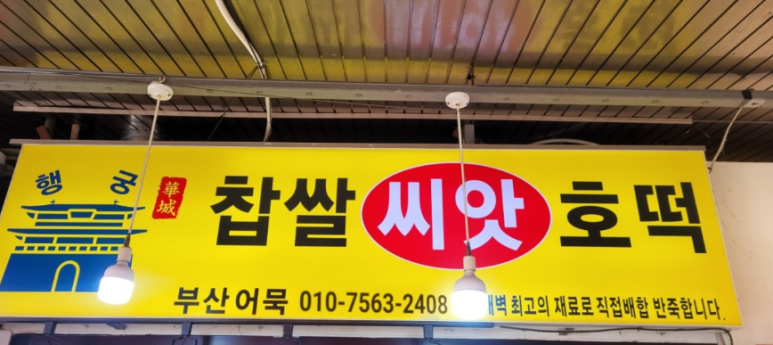 행궁
華城
찹쌀 씨앗 호떡
부산어묵 010-7563-2408 최고의 재료로 직접배합 반죽합니다.